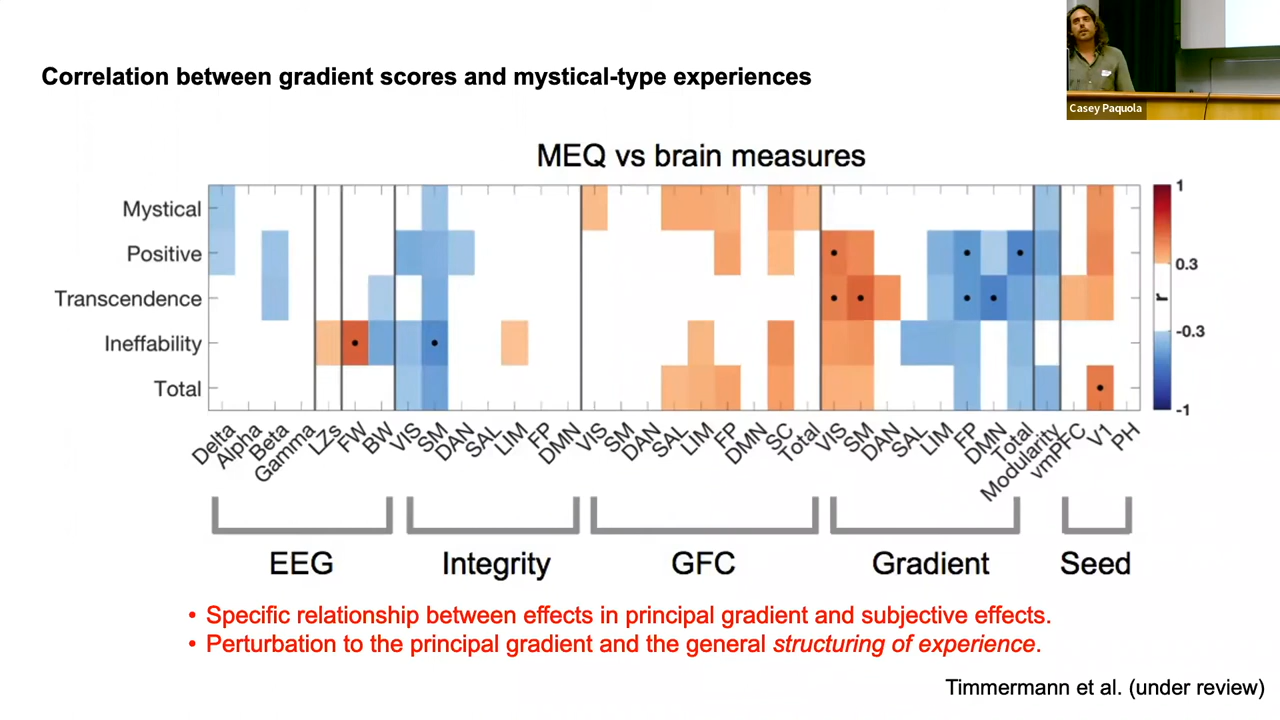 Correlation between gradient scores and mystical-type experiences
Casey Paquola
MEQ vs brain measures
Mystical
Positive
Transcendence
Ineffability
Total
1
0.3
r
-0.3
-1
Delta
Alpha
Beta
Gamma
LZs
FW
BW
VIS
SM
DAN
SAL
LIM
FP
DMN
VIS
SM
DAN
SAL
LIM
FP
DMN
SC
Total
VIS
SM
DAN
SAL
LIM
FP
DMN
Total
Modularity
vmPFC
V1
PH
EEG
Integrity
GFC
Gradient
Seed
• Specific relationship between effects in principal gradient and subjective effects.
• Perturbation to the principal gradient and the general structuring of experience.
Timmermann et al. (under review)